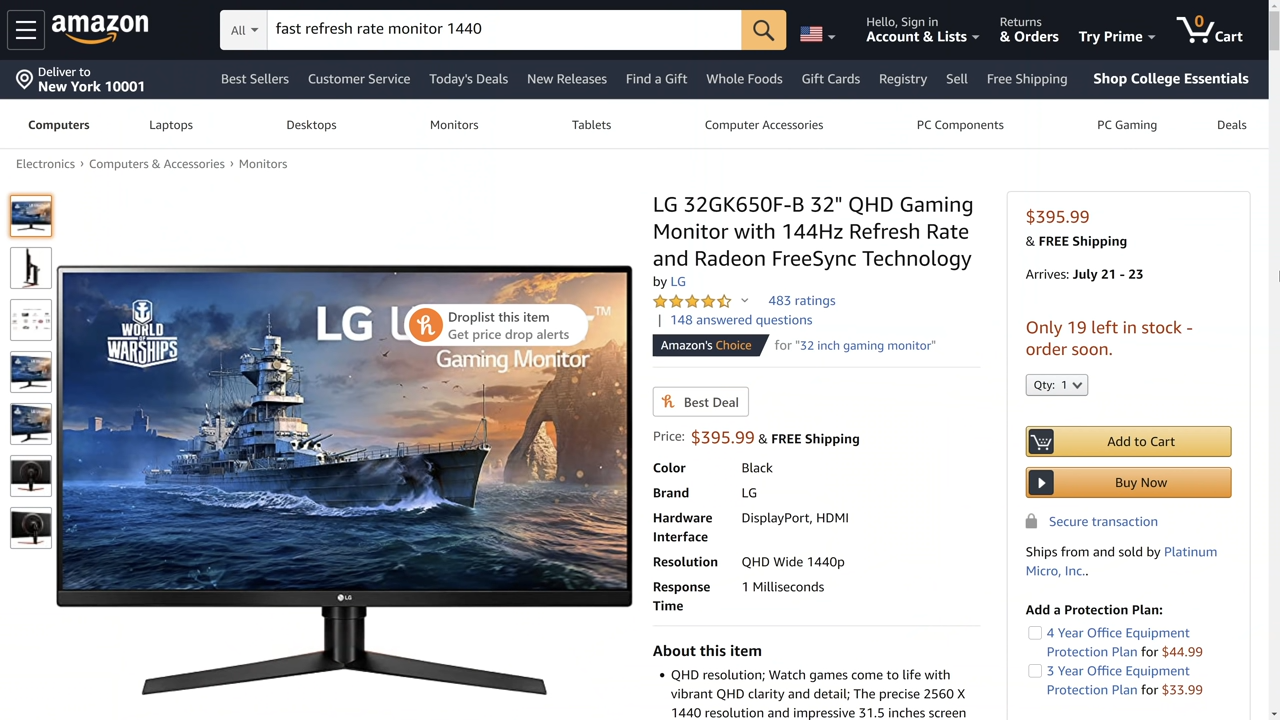 amazon
All
fast refresh rate monitor 1440
Hello, Sign in
Account & Lists
Returns
& Orders
Try Prime
0
Cart
Deliver to
New York 10001
Best Sellers
Customer Service
Today's Deals
New Releases
Find a Gift
Whole Foods
Gift Cards
Registry
Sell
Free Shipping
Shop College Essentials
Computers
Laptops
Desktops
Monitors
Tablets
Computer Accessories
PC Components
PC Gaming
Deals
Electronics › Computers & Accessories › Monitors
WORLD
OF
WARSHIPS
LG
TM
Gaming Monitor
h
Droplist this item
Get price drop alerts
LG
LG 32GK650F-B 32" QHD Gaming
Monitor with 144Hz Refresh Rate
and Radeon FreeSync Technology
by LG
483 ratings
| 148 answered questions
Amazon's Choice for "32 inch gaming monitor"
h Best Deal
Price: $395.99 & FREE Shipping
Color Black
Brand LG
Hardware DisplayPort, HDMI
Interface
Resolution QHD Wide 1440p
Response 1 Milliseconds
Time
About this item
• QHD resolution; Watch games come to life with
vibrant QHD clarity and detail; The precise 2560 X
1440 resolution and impressive 31.5 inches screen
$395.99
& FREE Shipping
Arrives: July 21 - 23
Only 19 left in stock -
order soon.
Qty: 1
Add to Cart
Buy Now
Secure transaction
Ships from and sold by Platinum
Micro, Inc..
Add a Protection Plan:
4 Year Office Equipment
Protection Plan for $44.99
3 Year Office Equipment
Protection Plan for $33.99